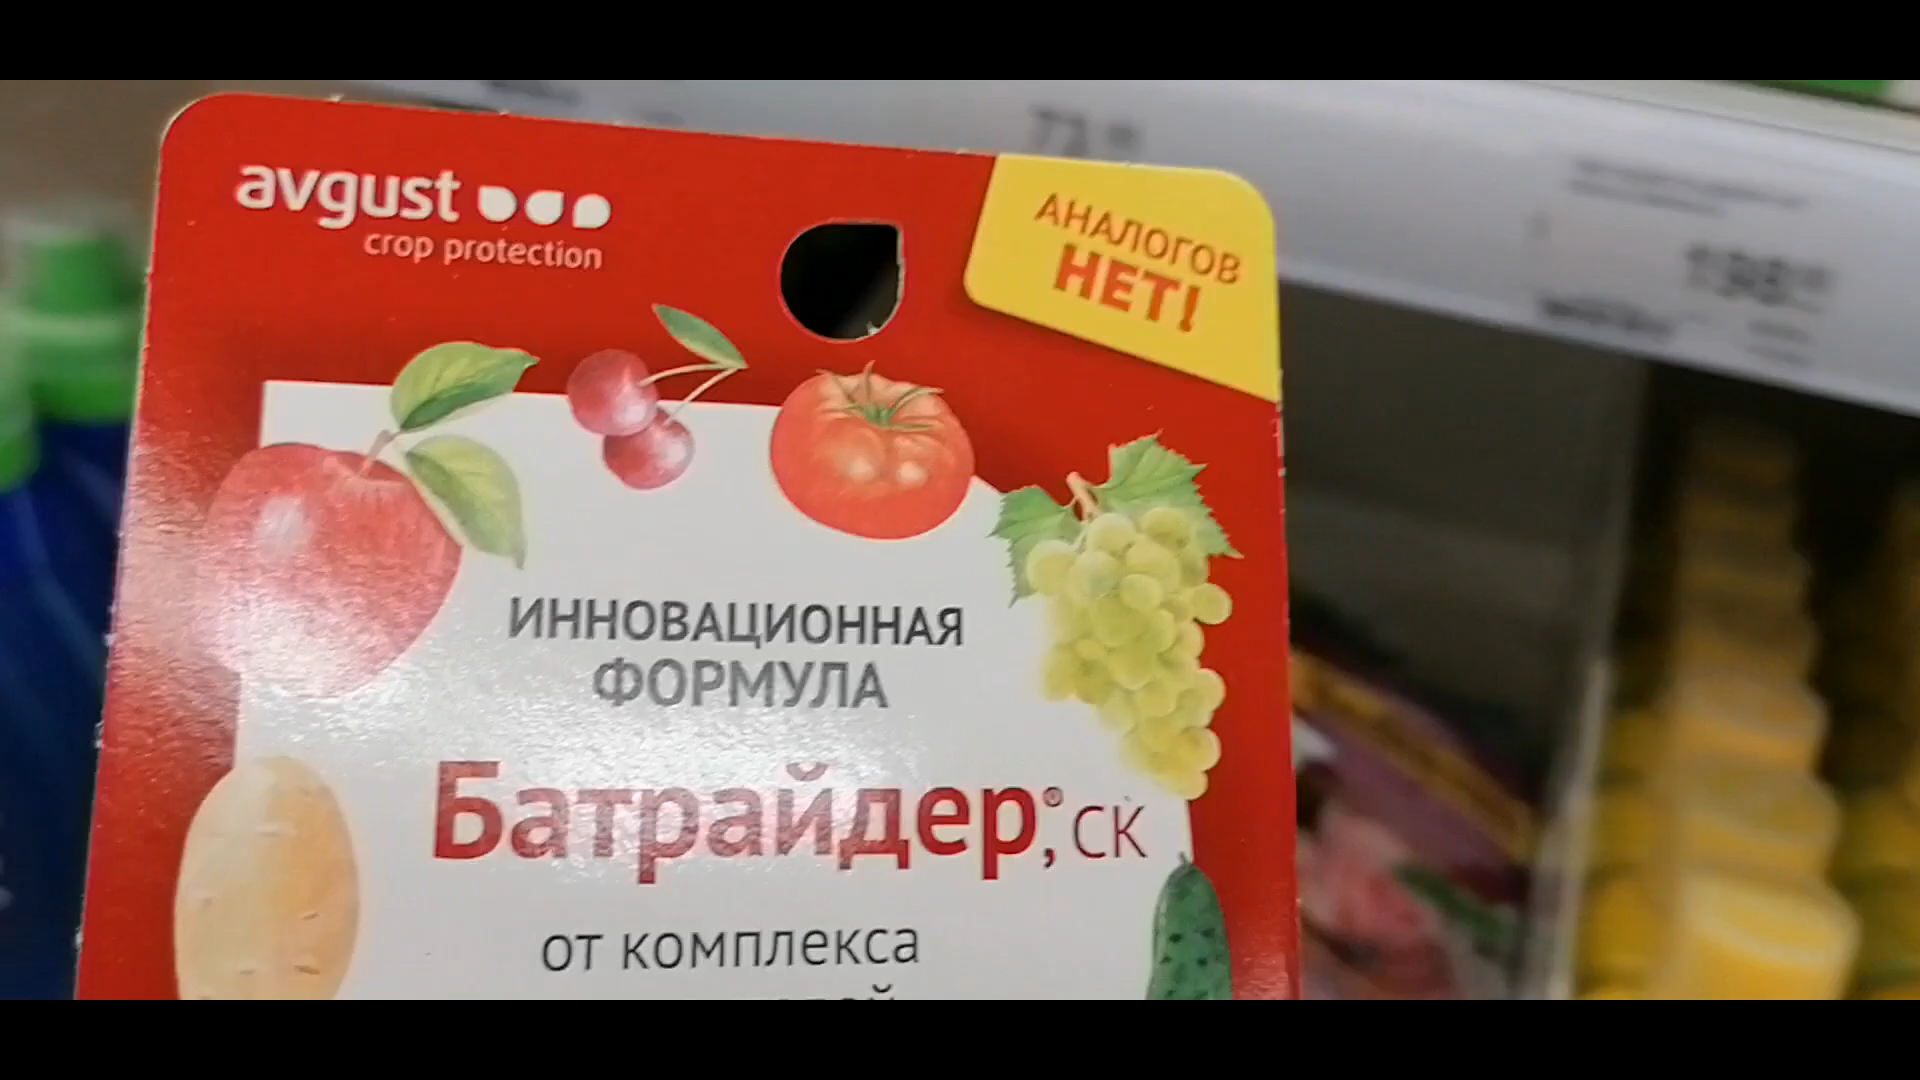 avgust
crop protection
АНАЛОГОВ
НЕТ!
ИННОВАЦИОННАЯ
ФОРМУЛА
Батрайдер®, СК
от комплекса